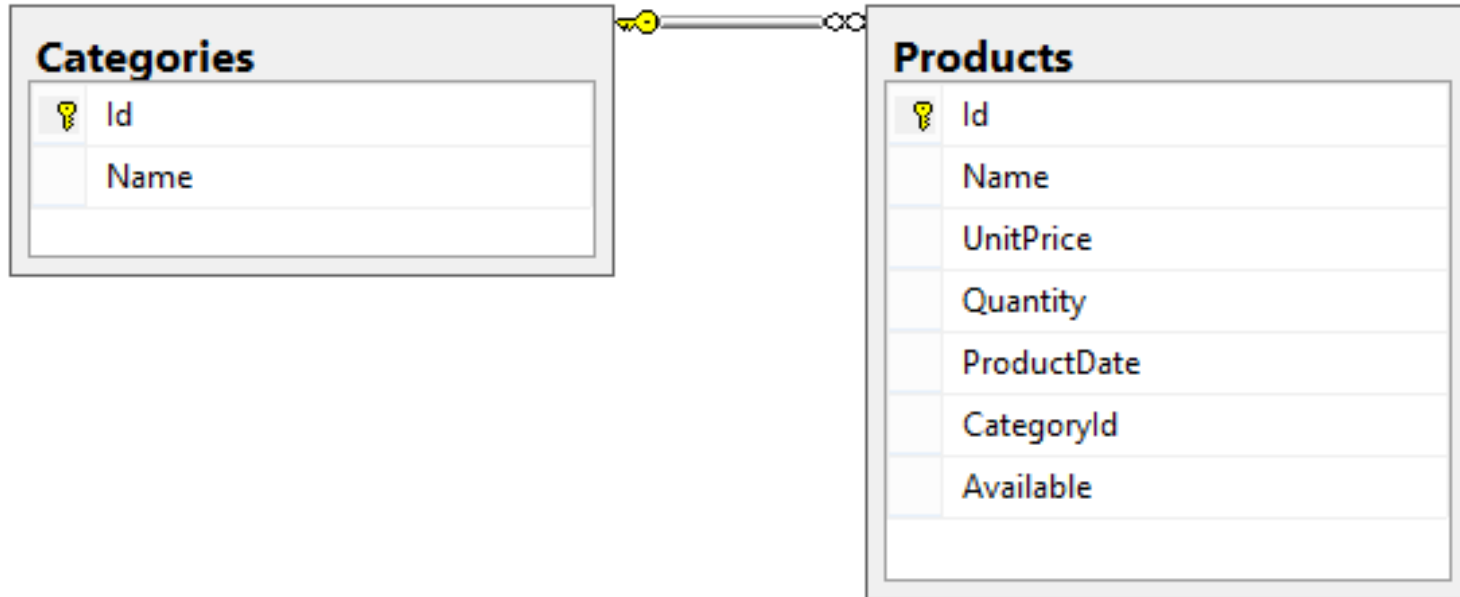 Categories
Id
Name
Products
Id
Name
UnitPrice
Quantity
ProductDate
CategoryId
Available